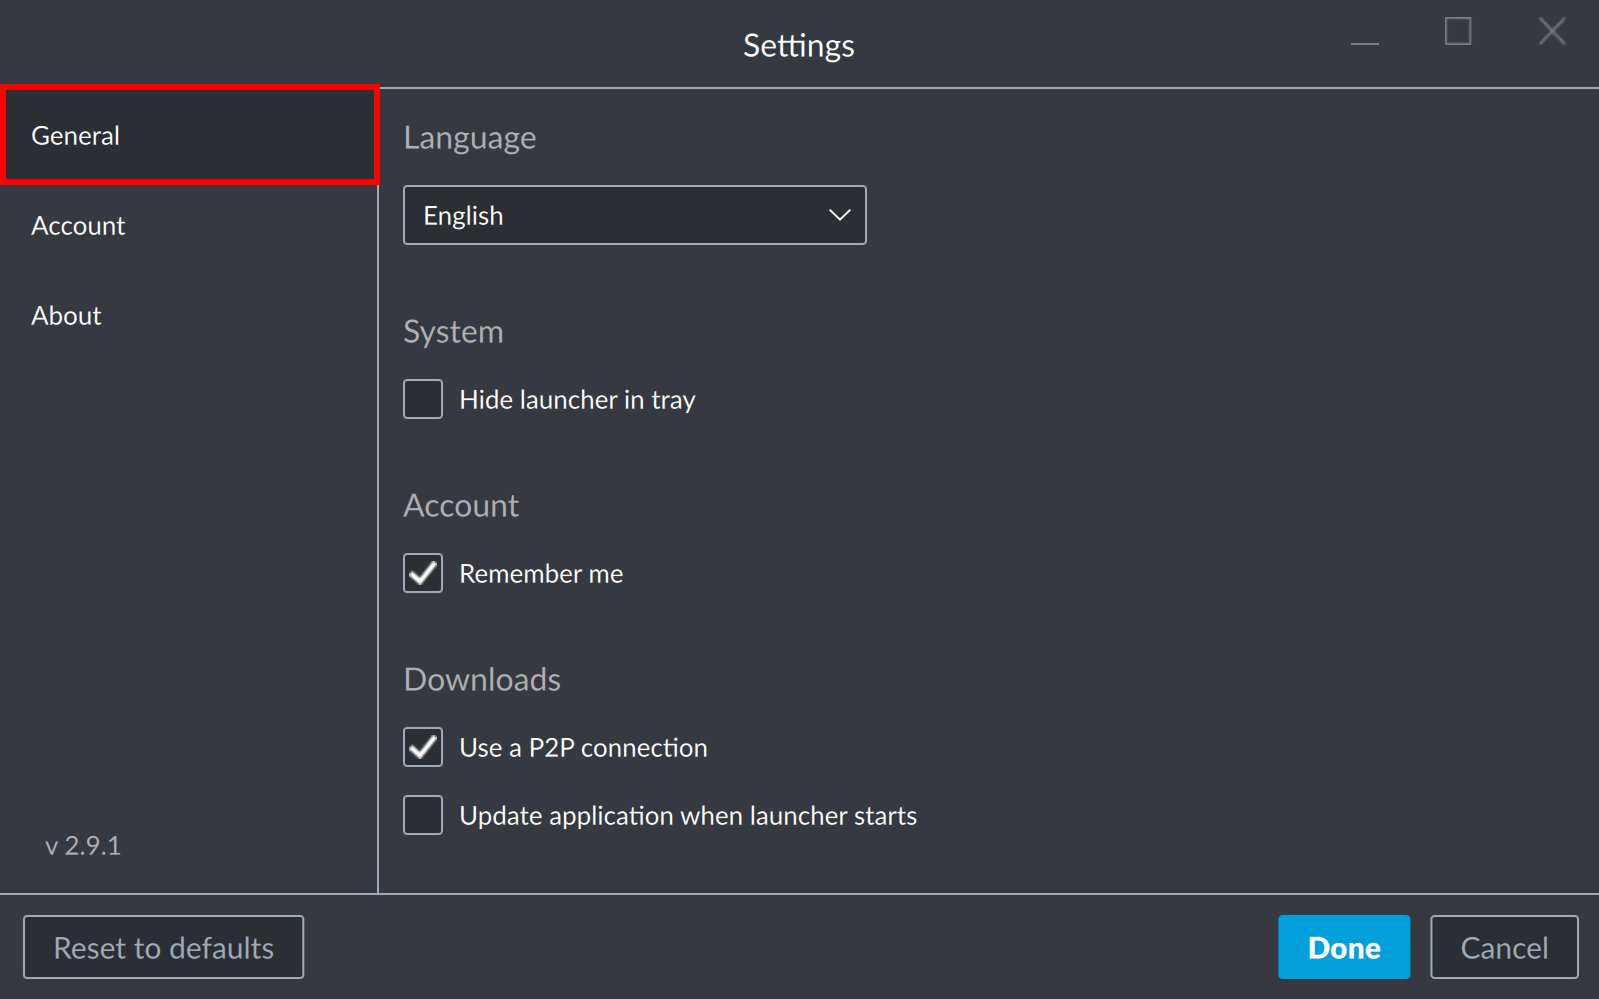 Settings
General
Account
About
v 2.9.1
Language
English
System
Hide launcher in tray
Account
Remember me
Downloads
Use a P2P connection
Update application when launcher starts
Reset to defaults
Done
Cancel